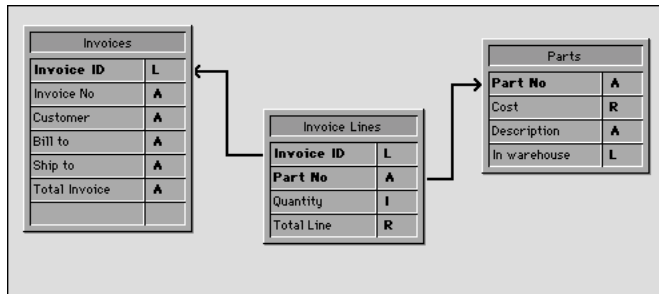 Invoices
Invoice ID L
Invoice No A
Customer A
Bill to A
Ship to A
Total Invoice A
Invoice Lines
Invoice ID L
Part No A
Quantity I
Total Line R
Parts
Part No A
Cost R
Description A
In warehouse L